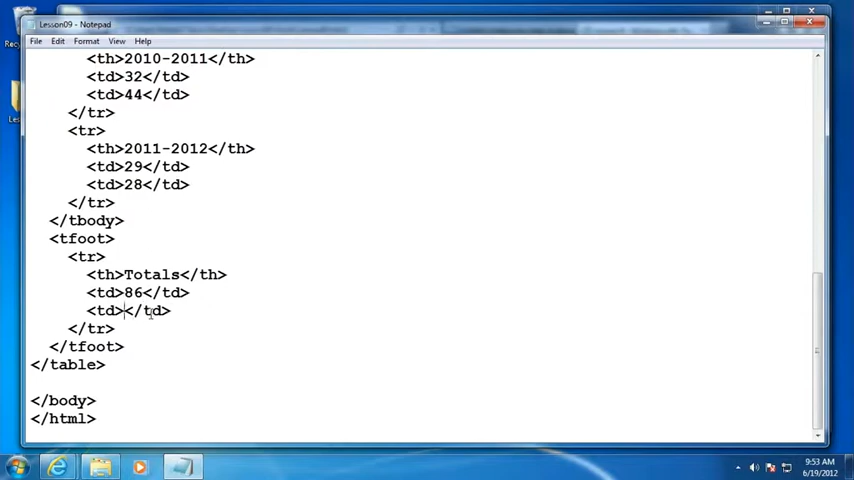 Lesson09 - Notepad
File Edit Format View Help
<th>2010-2011</th>
<td>32</td>
<td>44</td>
</tr>
<tr>
<th>2011-2012</th>
<td>29</td>
<td>28</td>
</tr>
</tbody>
<tfoot>
<tr>
<th>Totals</th>
<td>86</td>
<td></td>
</tr>
</tfoot>
</table>
</body>
</html>
9:53 AM
6/19/2012